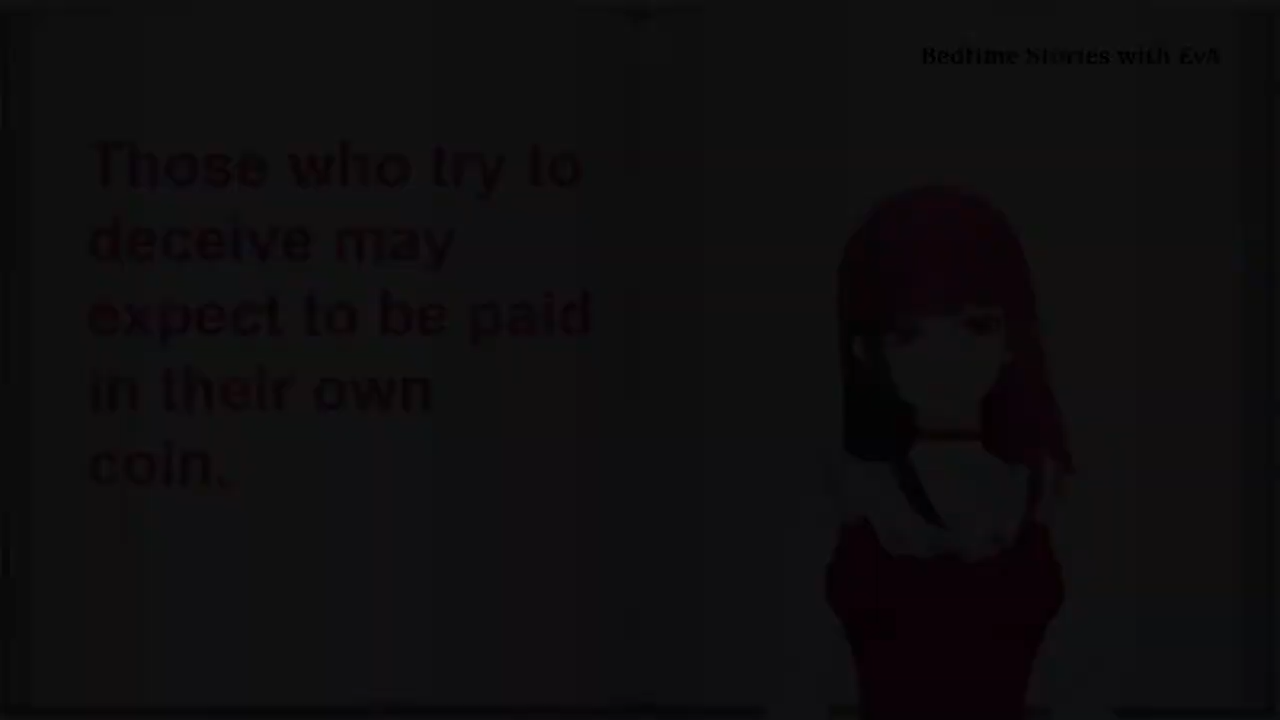 Bedtime Stories with EvA
Those who try to
deceive may
expect to be paid
in their own
coin.